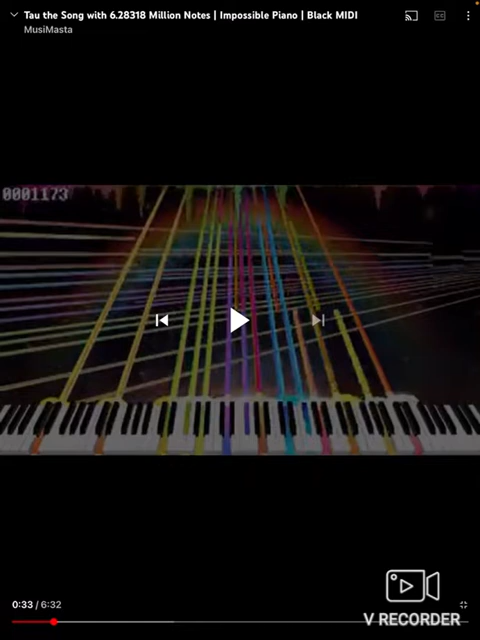 Tau the Song with 6.28318 Million Notes | Impossible Piano | Black MIDI
CC
MusiMasta
0001173
V RECORDER
0:33 / 6:32